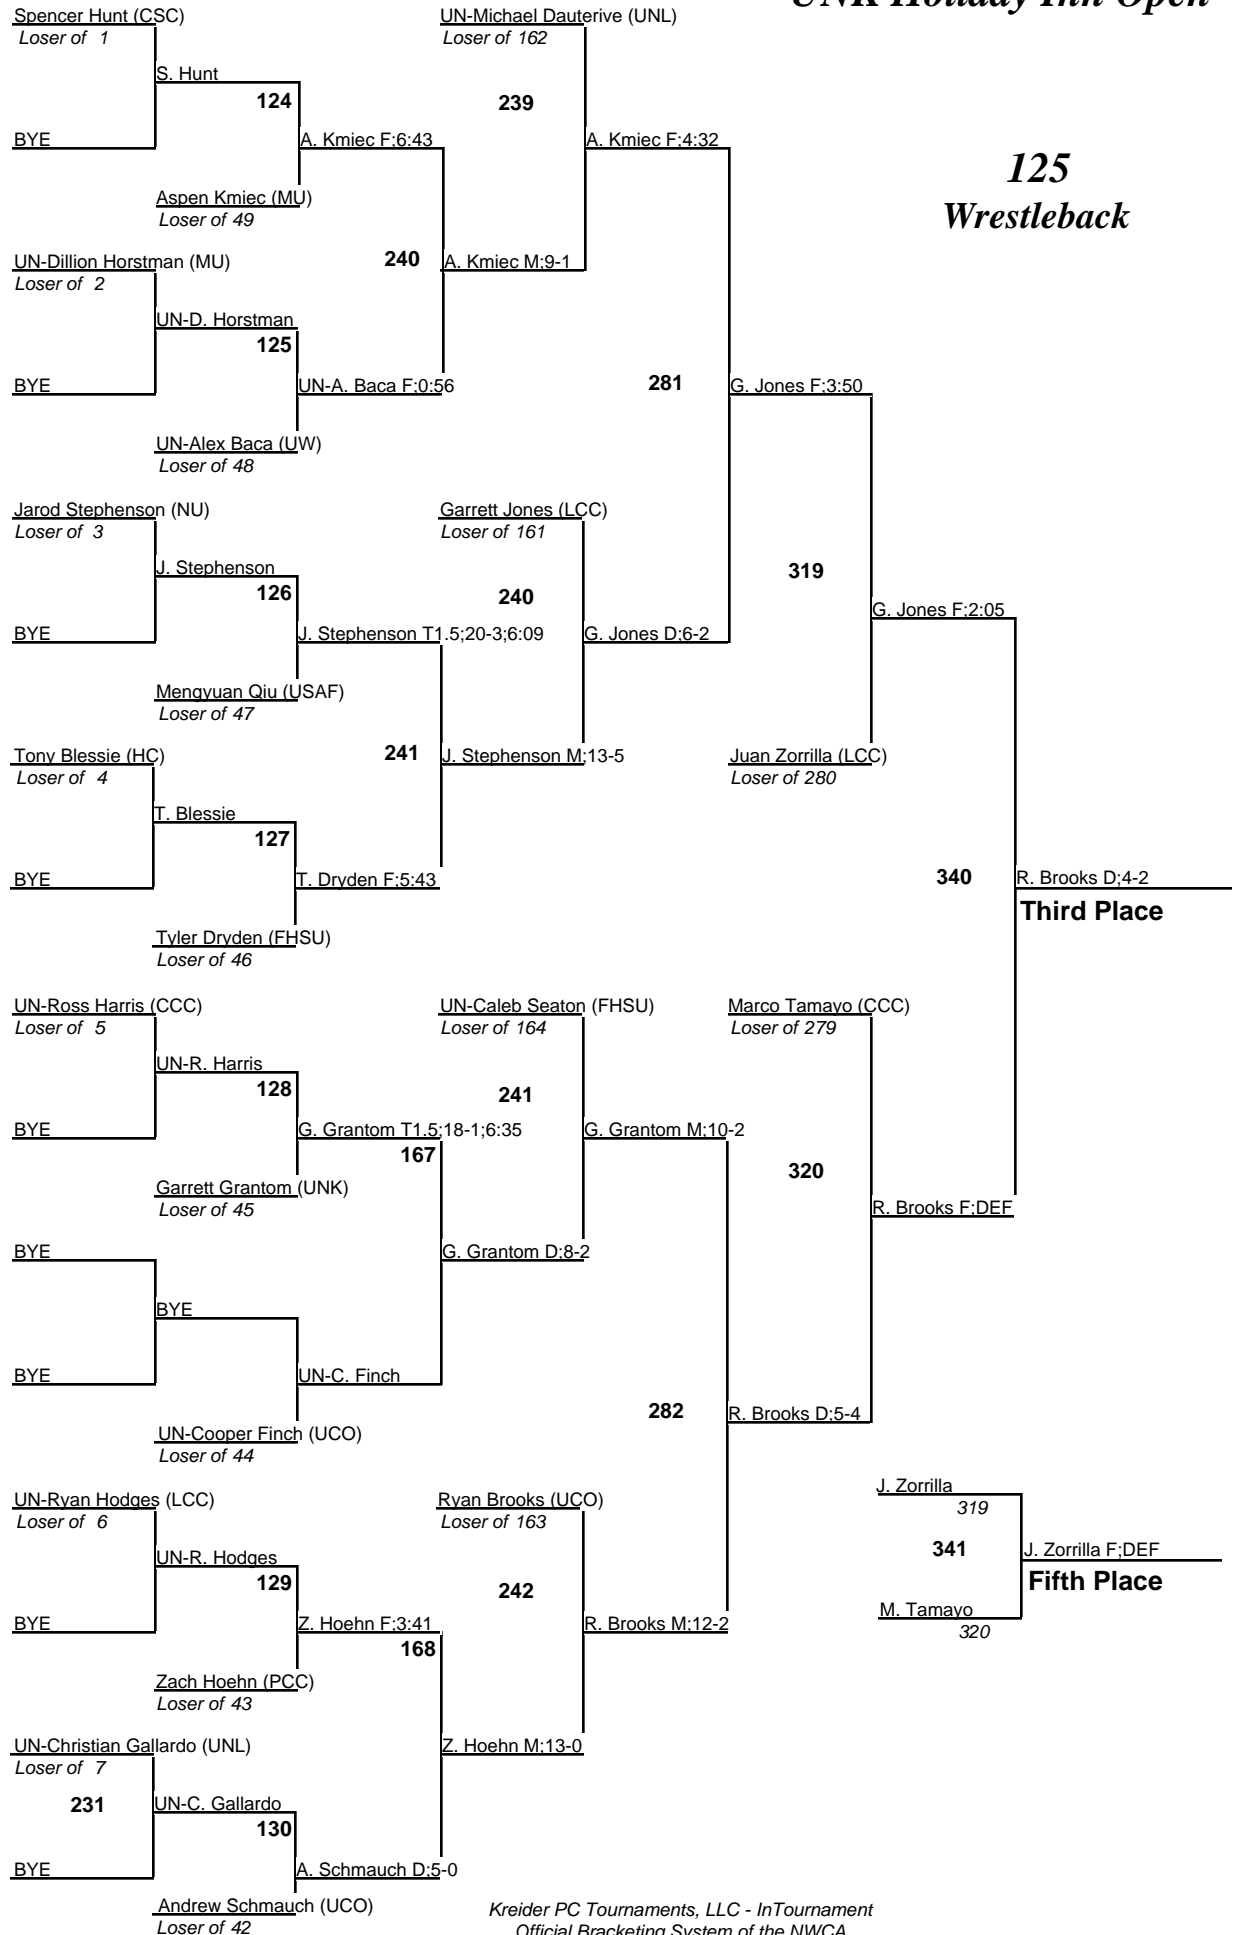 UNK Holiday Inn Open
Spencer Hunt (CSC)
Loser of 1
UN-Michael Dauterive (UNL)
Loser of 162
S. Hunt
124
239
BYE
A. Kmiec F;6:43
A. Kmiec F;4:32
125
Wrestleback
Aspen Kmiec (MU)
Loser of 49
UN-Dillion Horstman (MU)
Loser of 2
240
A. Kmiec M;9-1
UN-D. Horstman
125
BYE
UN-A. Baca F;0:56
281
G. Jones F;3:50
UN-Alex Baca (UW)
Loser of 48
Jarod Stephenson (NU)
Loser of 3
Garrett Jones (LCC)
Loser of 161
J. Stephenson
126
240
319
G. Jones F;2:05
BYE
J. Stephenson T1.5;20-3;6:09
G. Jones D;6-2
Mengyuan Qiu (USAF)
Loser of 47
Tony Blessie (HC)
Loser of 4
241
J. Stephenson M;13-5
Juan Zorrilla (LCC)
Loser of 280
T. Blessie
127
BYE
T. Dryden F;5:43
340
R. Brooks D;4-2
Third Place
Tyler Dryden (FHSU)
Loser of 46
UN-Ross Harris (CCC)
Loser of 5
UN-Caleb Seaton (FHSU)
Loser of 164
Marco Tamayo (CCC)
Loser of 279
UN-R. Harris
128
241
BYE
G. Grantom T1.5;18-1;6:35
167
G. Grantom M;10-2
320
Garrett Grantom (UNK)
Loser of 45
R. Brooks F;DEF
BYE
G. Grantom D;8-2
BYE
BYE
UN-C. Finch
282
R. Brooks D;5-4
UN-Cooper Finch (UCO)
Loser of 44
UN-Ryan Hodges (LCC)
Loser of 6
Ryan Brooks (UCO)
Loser of 163
J. Zorrilla
319
UN-R. Hodges
129
242
341
J. Zorrilla F;DEF
Fifth Place
BYE
Z. Hoehn F;3:41
168
R. Brooks M;12-2
M. Tamayo
320
Zach Hoehn (PCC)
Loser of 43
UN-Christian Gallardo (UNL)
Loser of 7
Z. Hoehn M;13-0
231
UN-C. Gallardo
130
BYE
A. Schmauch D;5-0
Andrew Schmauch (UCO)
Loser of 42
Kreider PC Tournaments, LLC - InTournament
Official Bracketing System of the NWCA